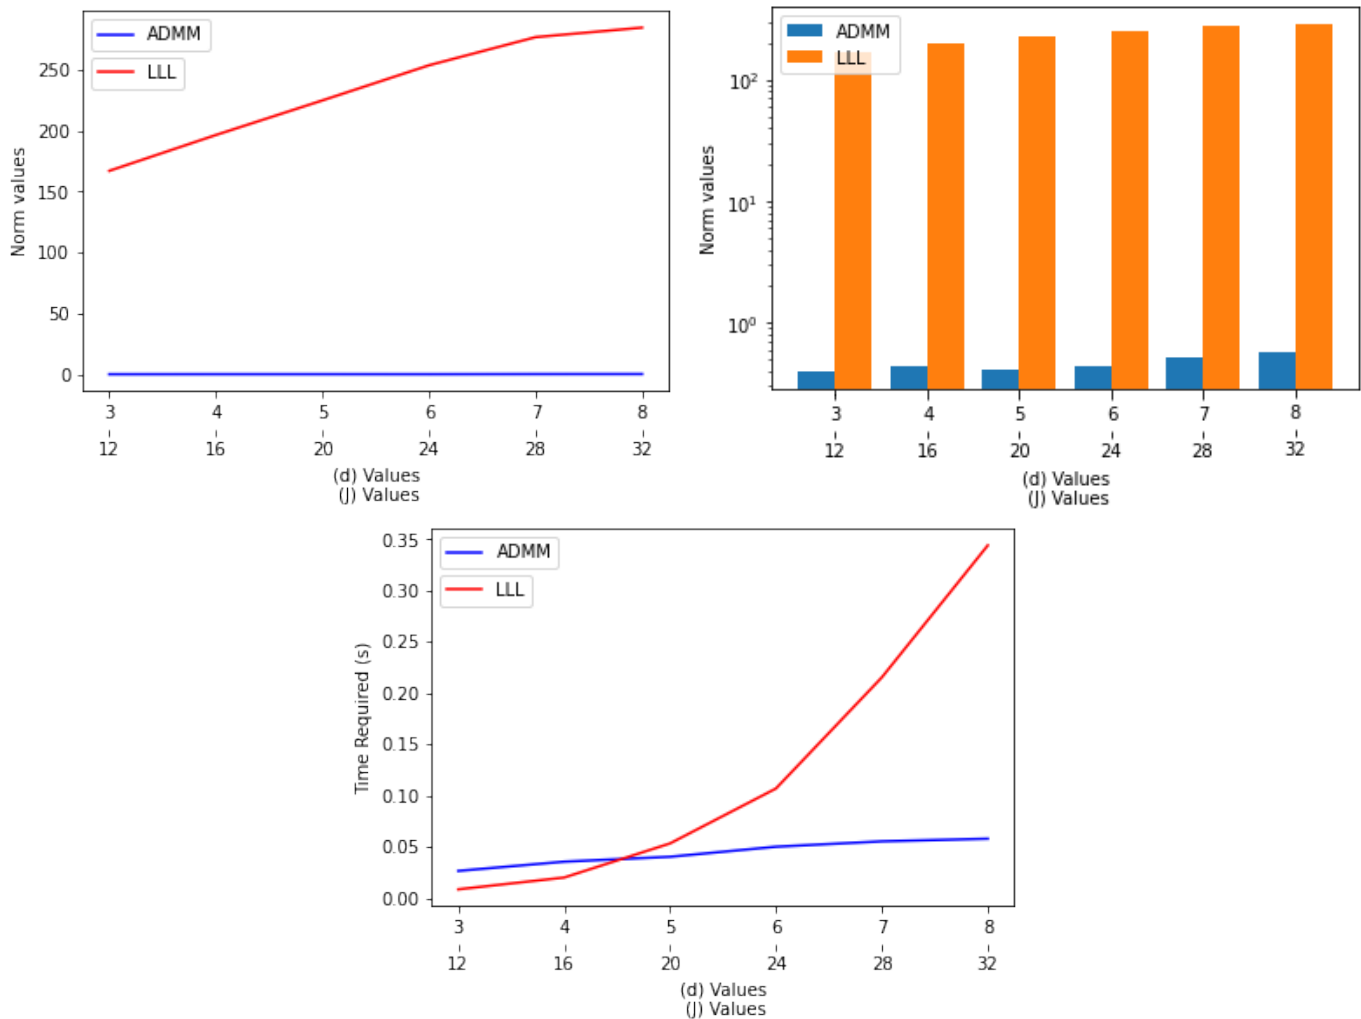 ADMM
LLL
250
200
150
100
50
0
Norm values
3 4 5 6 7 8
12 16 20 24 28 32
(d) Values
(J) Values
ADMM
LLL
10²
10¹
10⁰
Norm values
3 4 5 6 7 8
12 16 20 24 28 32
(d) Values
(J) Values
ADMM
LLL
0.35
0.30
0.25
0.20
0.15
0.10
0.05
0.00
Time Required (s)
3 4 5 6 7 8
12 16 20 24 28 32
(d) Values
(J) Values